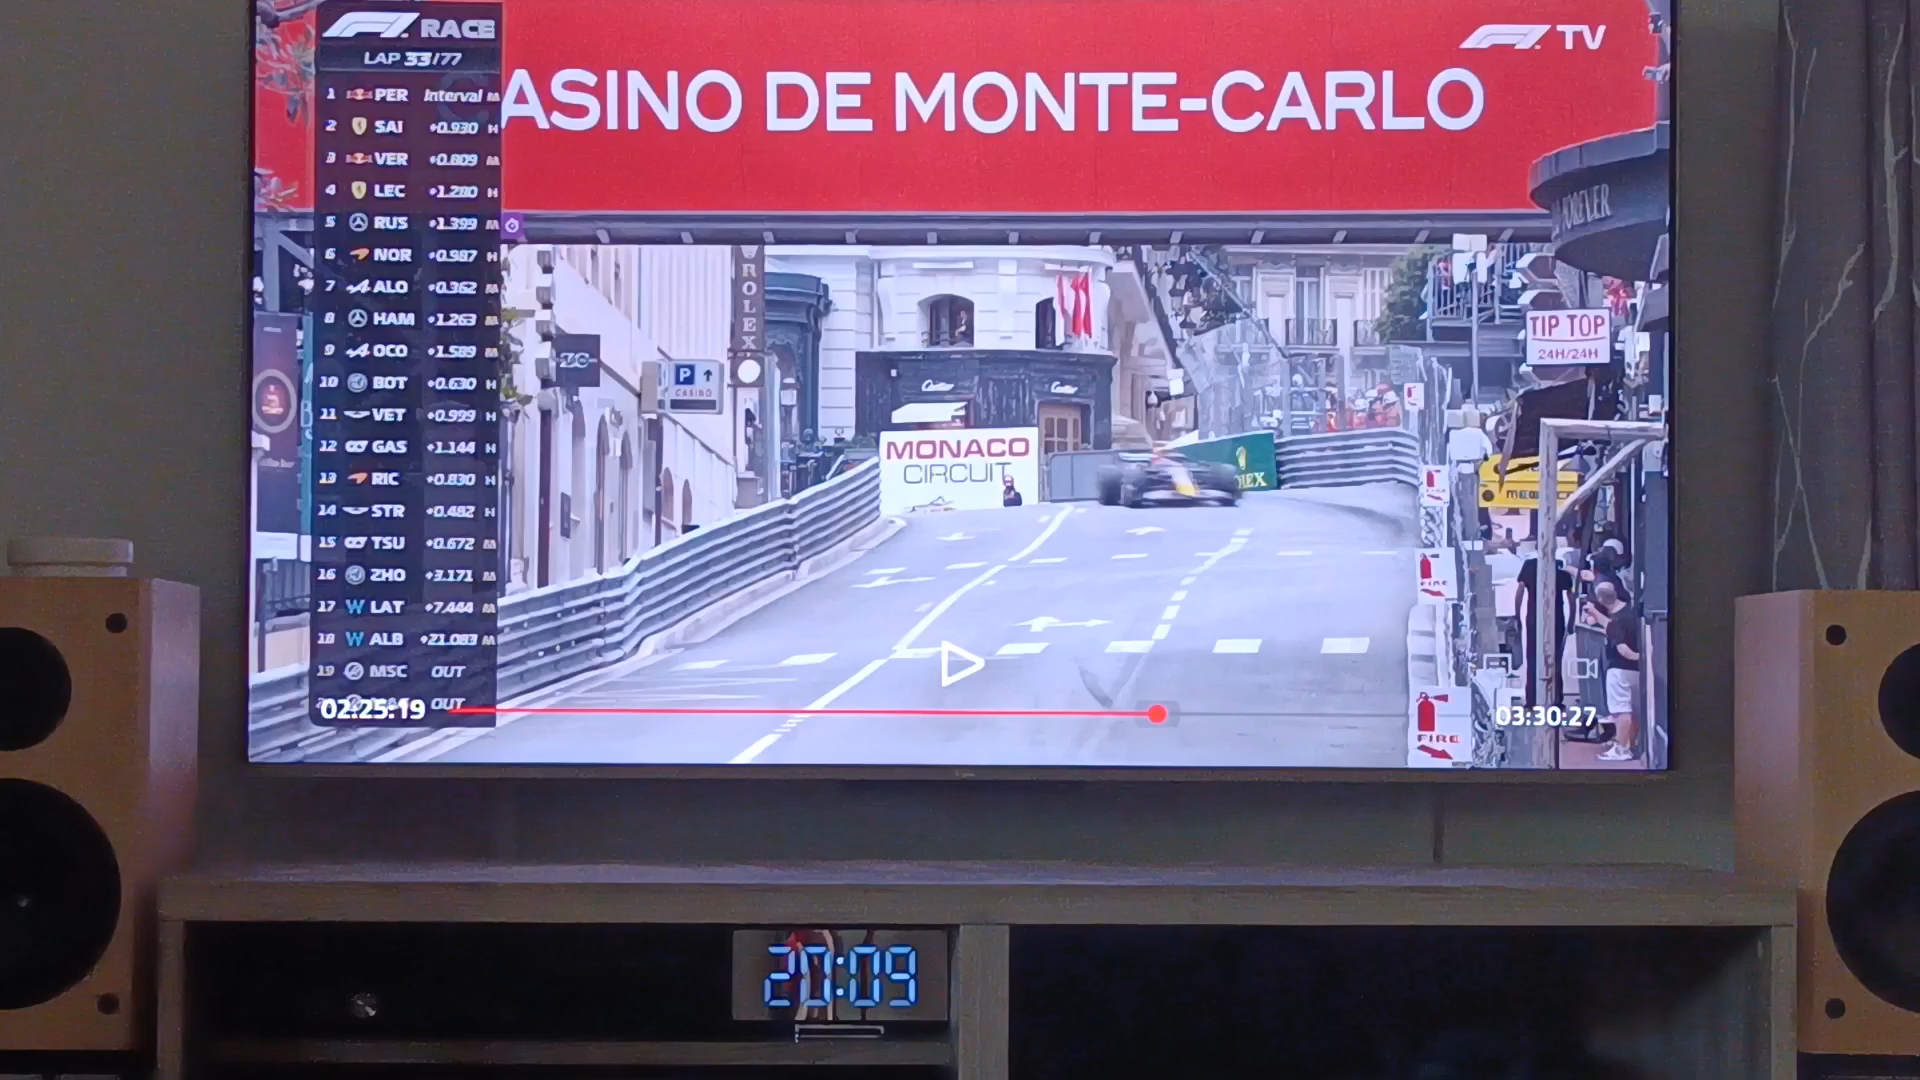 F1 RACE
LAP 33/77
1 PER Interval M
2 SAI +0.930 H
3 VER +0.809 M
4 LEC +1.280 H
5 RUS +1.399 M
6 NOR +0.987 H
7 ALO +0.362 M
8 HAM +1.263 M
9 OCO +1.589 M
10 BOT +0.630 H
11 VET +0.999 H
12 GAS +1.144 H
13 RIC +0.830 H
14 STR +0.482 H
15 TSU +0.672 M
16 ZHO +3.171 M
17 LAT +7.444 M
18 ALB +21.083 M
19 MSC OUT
OUT
F1 TV
ASINO DE MONTE-CARLO
FOREVER
ROLEX
TIP TOP
24H/24H
P
CASINO
Cartier
Cartier
MONACO
CIRCUIT
OLEX
FIRE
FIRE
02:25:19
03:30:27
20:09